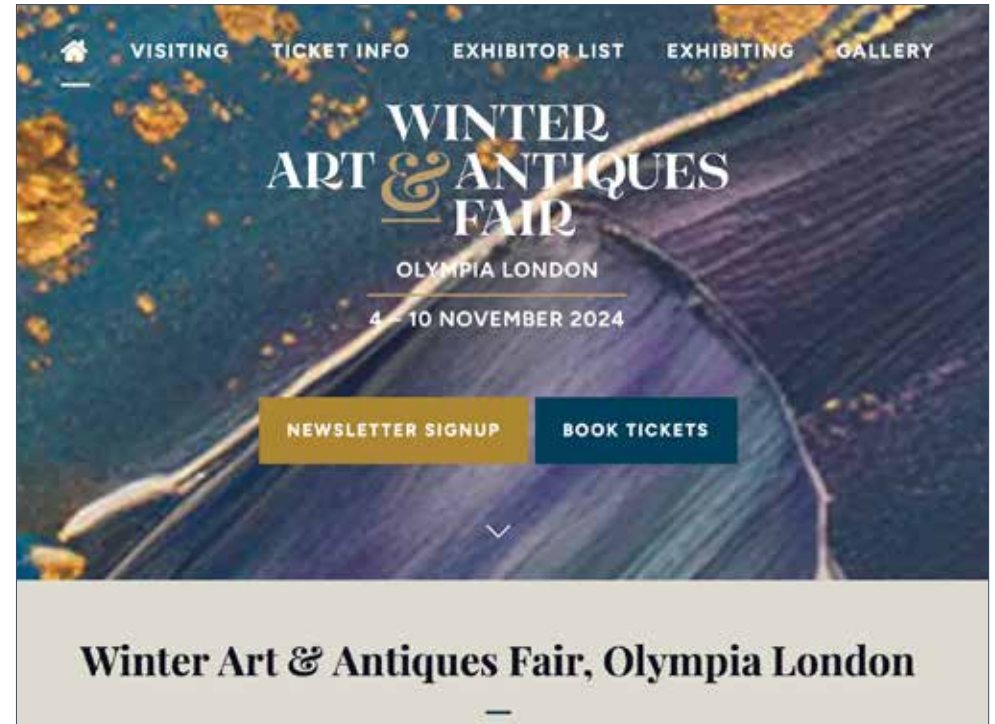 VISITING TICKET INFO EXHIBITOR LIST EXHIBITING GALLERY
WINTER
ART & ANTIQUES
FAIR
OLYMPIA LONDON
4 – 10 NOVEMBER 2024
NEWSLETTER SIGNUP BOOK TICKETS
Winter Art & Antiques Fair, Olympia London